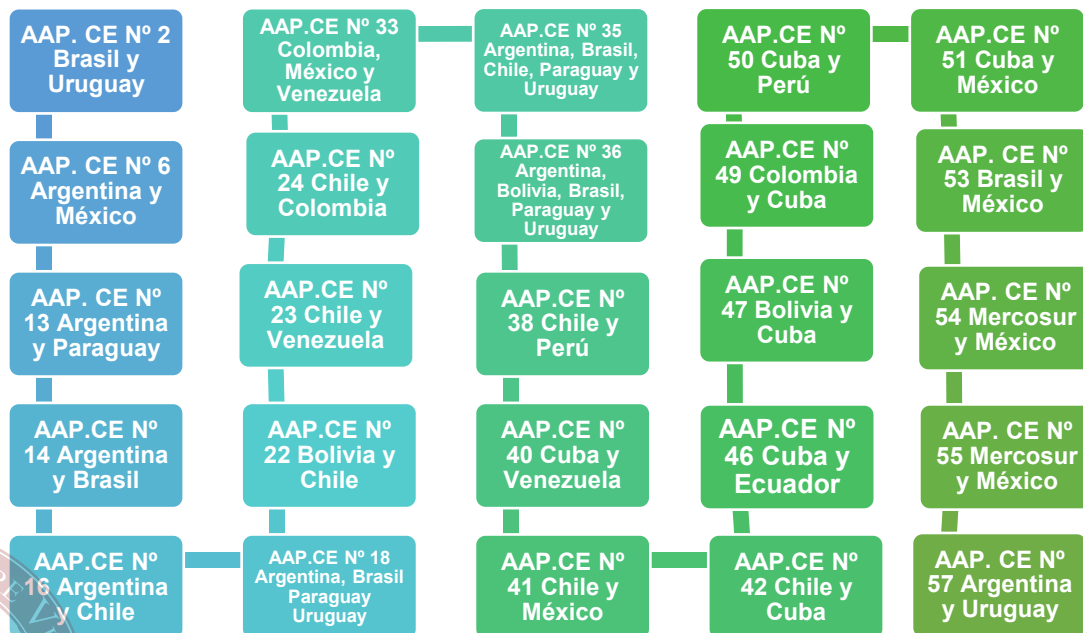 AAP. CE Nº 2
Brasil y
Uruguay
AAP. CE Nº 6
Argentina y
México
AAP. CE Nº
13 Argentina
y Paraguay
AAP.CE Nº
14 Argentina
y Brasil
AAP.CE Nº
16 Argentina
y Chile
AAP.CE Nº 18
Argentina, Brasil
Paraguay
Uruguay
AAP.CE Nº
22 Bolivia y
Chile
AAP.CE Nº
23 Chile y
Venezuela
AAP.CE Nº
24 Chile y
Colombia
AAP.CE Nº 33
Colombia,
México y
Venezuela
AAP.CE Nº 35
Argentina, Brasil,
Chile, Paraguay y
Uruguay
AAP.CE Nº 36
Argentina,
Bolivia, Brasil,
Paraguay y
Uruguay
AAP.CE Nº
38 Chile y
Perú
AAP.CE Nº
40 Cuba y
Venezuela
AAP.CE Nº
41 Chile y
México
AAP.CE Nº
42 Chile y
Cuba
AAP.CE Nº
46 Cuba y
Ecuador
AAP.CE Nº
47 Bolivia y
Cuba
AAP.CE Nº
49 Colombia
y Cuba
AAP.CE Nº
50 Cuba y
Perú
AAP.CE Nº
51 Cuba y
México
AAP.CE Nº
53 Brasil y
México
AAP. CE Nº
54 Mercosur
y México
AAP. CE Nº
55 Mercosur
y México
AAP. CE Nº
57 Argentina
y Uruguay